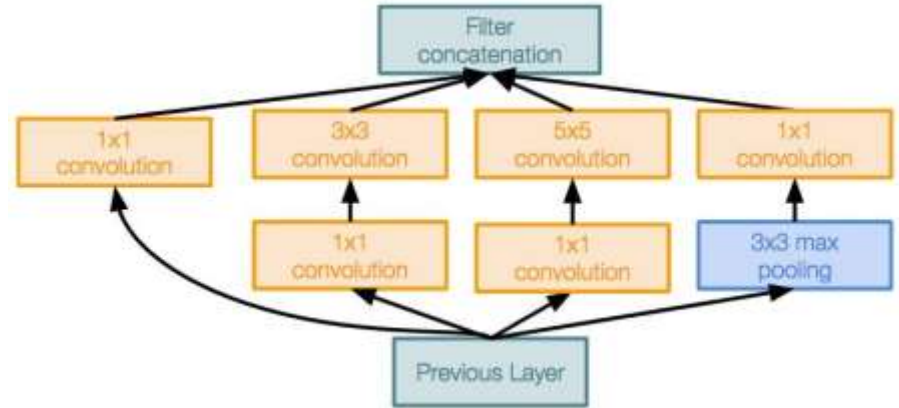 Filter
concatenation
1x1
convolution
3x3
convolution
5x5
convolution
1x1
convolution
1x1
convolution
1x1
convolution
3x3 max
pooling
Previous Layer